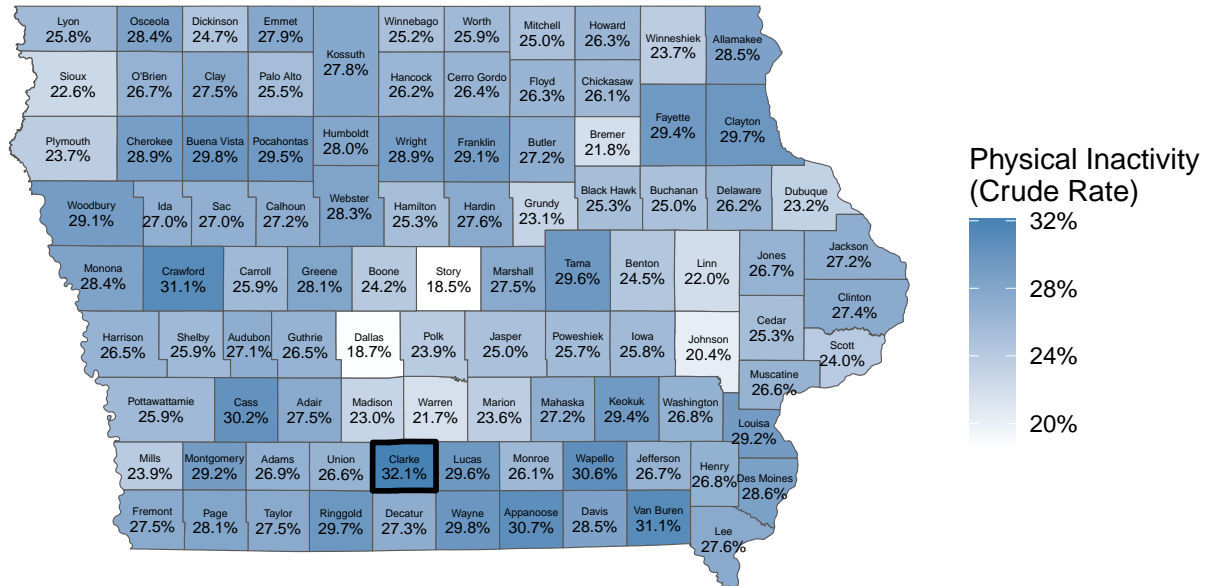 Lyon
25.8%
Osceola
28.4%
Dickinson
24.7%
Emmet
27.9%
Kossuth
27.8%
Winnebago
25.2%
Worth
25.9%
Mitchell
25.0%
Howard
26.3%
Winneshiek
23.7%
Allamakee
28.5%
Sioux
22.6%
O'Brien
26.7%
Clay
27.5%
Palo Alto
25.5%
Hancock
26.2%
Cerro Gordo
26.4%
Floyd
26.3%
Chickasaw
26.1%
Fayette
29.4%
Clayton
29.7%
Plymouth
23.7%
Cherokee
28.9%
Buena Vista
29.8%
Pocahontas
29.5%
Humboldt
28.0%
Wright
28.9%
Franklin
29.1%
Butler
27.2%
Bremer
21.8%
Woodbury
29.1%
Ida
27.0%
Sac
27.0%
Calhoun
27.2%
Webster
28.3%
Hamilton
25.3%
Hardin
27.6%
Grundy
23.1%
Black Hawk
25.3%
Buchanan
25.0%
Delaware
26.2%
Dubuque
23.2%
Monona
28.4%
Crawford
31.1%
Carroll
25.9%
Greene
28.1%
Boone
24.2%
Story
18.5%
Marshall
27.5%
Tama
29.6%
Benton
24.5%
Linn
22.0%
Jones
26.7%
Jackson
27.2%
Clinton
27.4%
Harrison
26.5%
Shelby
25.9%
Audubon
27.1%
Guthrie
26.5%
Dallas
18.7%
Polk
23.9%
Jasper
25.0%
Poweshiek
25.7%
Iowa
25.8%
Johnson
20.4%
Cedar
25.3%
Scott
24.0%
Muscatine
26.6%
Pottawattamie
25.9%
Cass
30.2%
Adair
27.5%
Madison
23.0%
Warren
21.7%
Marion
23.6%
Mahaska
27.2%
Keokuk
29.4%
Washington
26.8%
Louisa
29.2%
Mills
23.9%
Montgomery
29.2%
Adams
26.9%
Union
26.6%
Clarke
32.1%
Lucas
29.6%
Monroe
26.1%
Wapello
30.6%
Jefferson
26.7%
Henry
26.8%
Des Moines
28.6%
Fremont
27.5%
Page
28.1%
Taylor
27.5%
Ringgold
29.7%
Decatur
27.3%
Wayne
29.8%
Appanoose
30.7%
Davis
28.5%
Van Buren
31.1%
Lee
27.6%
Physical Inactivity
(Crude Rate)
32%
28%
24%
20%